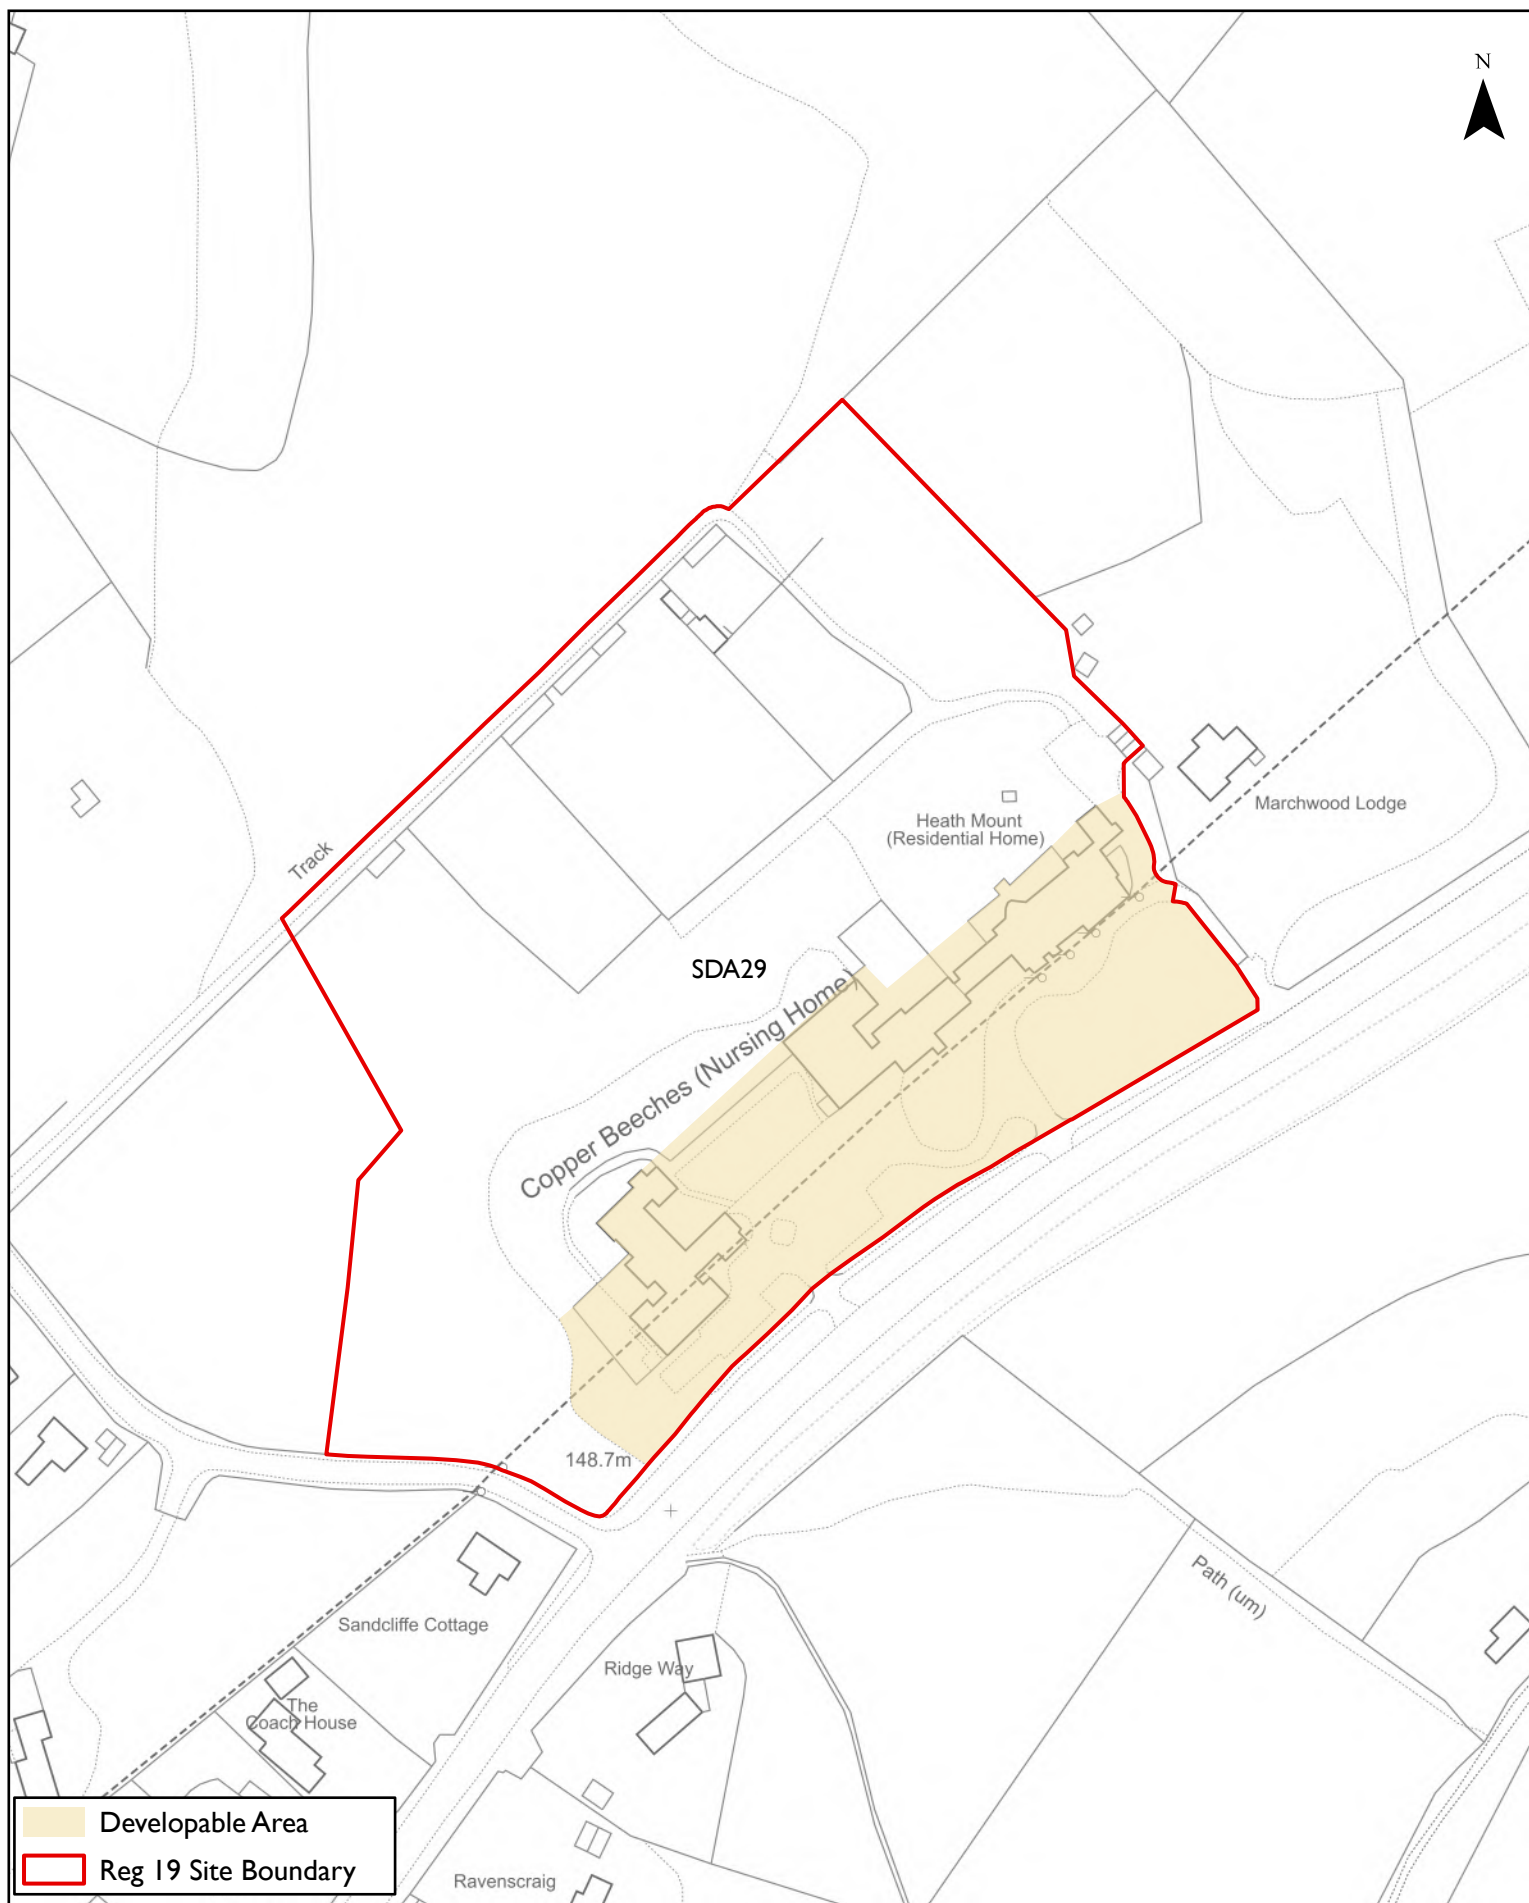 N
Track
Marchwood Lodge
Heath Mount
(Residential Home)
SDA29
Copper Beeches (Nursing Home)
148.7m
Path (um)
Sandcliffe Cottage
Ridge Way
The
Coach House
Ravenscraig
Developable Area
Reg 19 Site Boundary